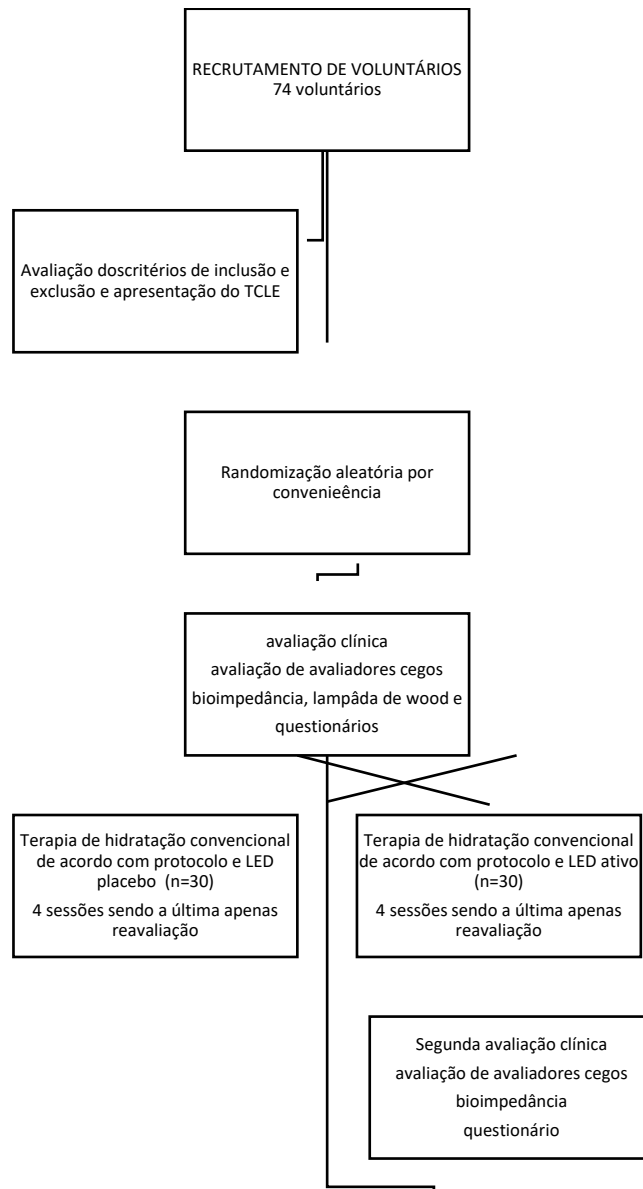 RECRUTAMENTO DE VOLUNTÁRIOS
74 voluntários
Avaliação doscritérios de inclusão e
exclusão e apresentação do TCLE
Randomização aleatória por
convenieência
avaliação clínica
avaliação de avaliadores cegos
bioimpedância, lampâda de wood e
questionários
Terapia de hidratação convencional
de acordo com protocolo e LED
placebo (n=30)
4 sessões sendo a última apenas
reavaliação
Terapia de hidratação convencional
de acordo com protocolo e LED ativo
(n=30)
4 sessões sendo a última apenas
reavaliação
Segunda avaliação clínica
avaliação de avaliadores cegos
bioimpedância
questionário